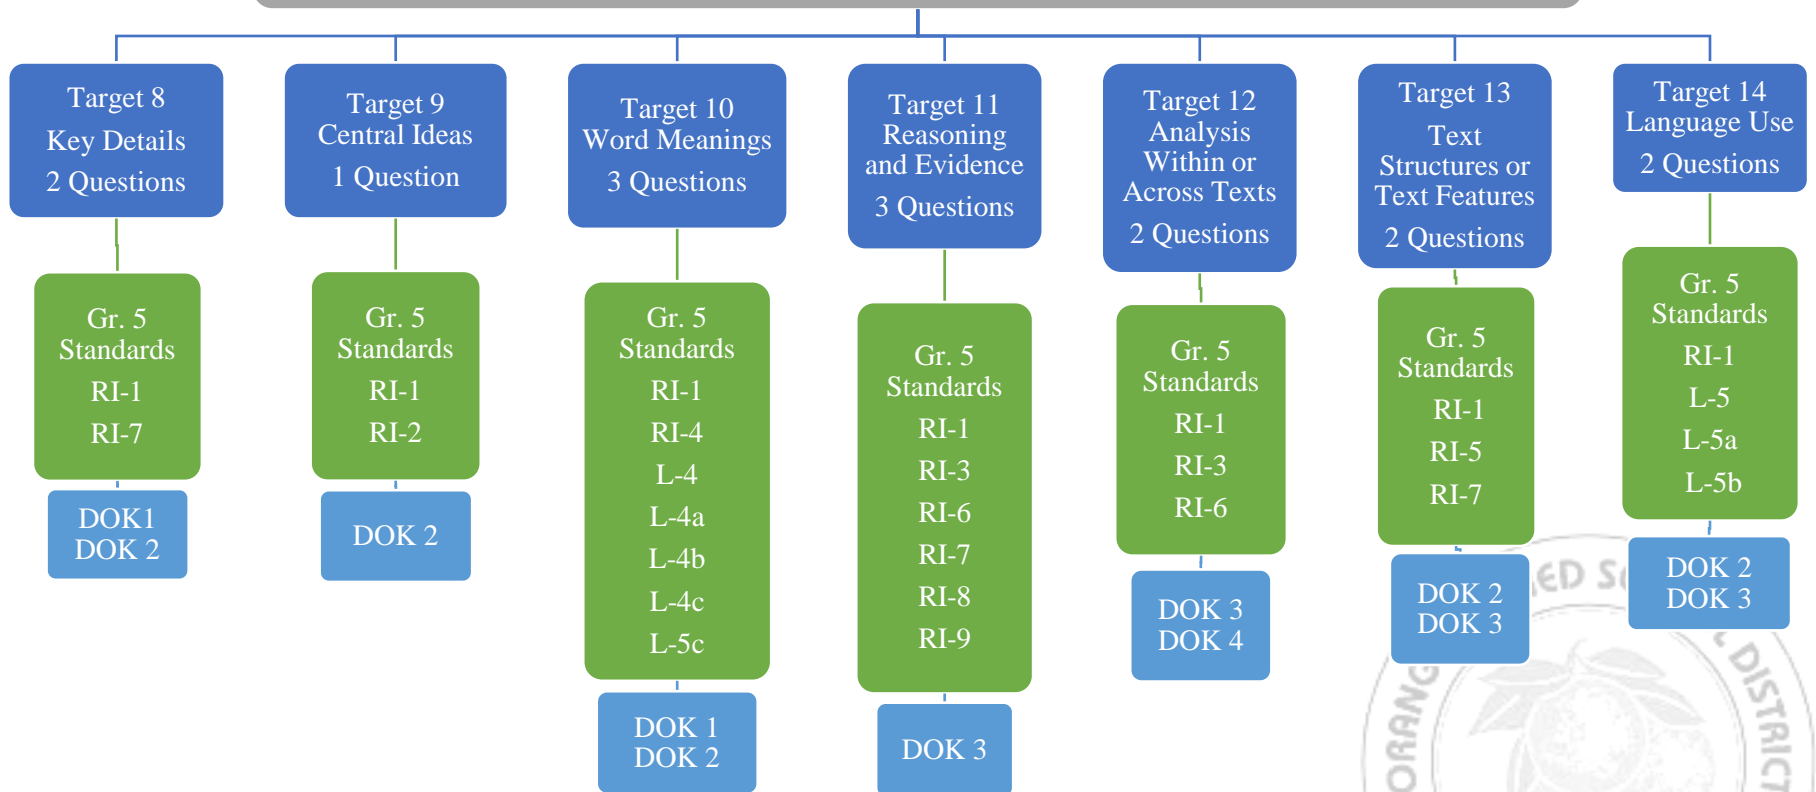 Target 8
Key Details
2 Questions
Gr. 5
Standards
RI-1
RI-7
DOK1
DOK 2
Target 9
Central Ideas
1 Question
Gr. 5
Standards
RI-1
RI-2
DOK 2
Target 10
Word Meanings
3 Questions
Gr. 5
Standards
RI-1
RI-4
L-4
L-4a
L-4b
L-4c
L-5c
DOK 1
DOK 2
Target 11
Reasoning
and Evidence
3 Questions
Gr. 5
Standards
RI-1
RI-3
RI-6
RI-7
RI-8
RI-9
DOK 3
Target 12
Analysis
Within or
Across Texts
2 Questions
Gr. 5
Standards
RI-1
RI-3
RI-6
DOK 3
DOK 4
Target 13
Text
Structures or
Text Features
2 Questions
Gr. 5
Standards
RI-1
RI-5
RI-7
DOK 2
DOK 3
Target 14
Language Use
2 Questions
Gr. 5
Standards
RI-1
L-5
L-5a
L-5b
DOK 2
DOK 3